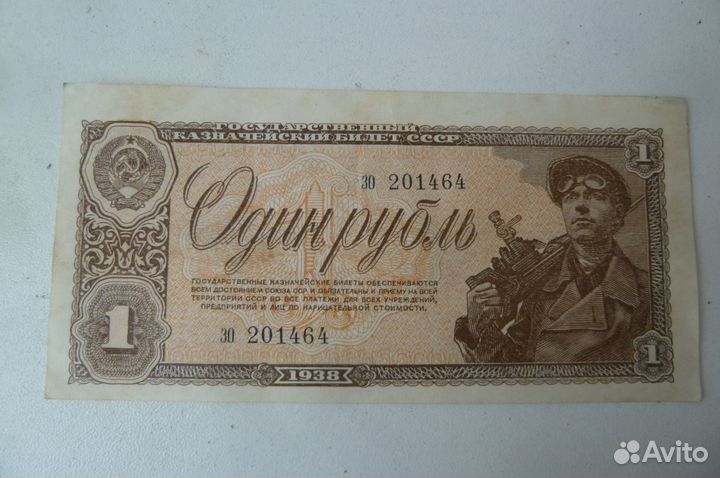 ГОСУДАРСТВЕННЫЙ
КАЗНАЧЕЙСКИЙ БИЛЕТ СССР
1
зо 201464
Один рубль
ГОСУДАРСТВЕННЫЕ КАЗНАЧЕЙСКИЕ БИЛЕТЫ ОБЕСПЕЧИВАЮТСЯ
ВСЕМ ДОСТОЯНИЕМ СОЮЗА ССР И ОБЯЗАТЕЛЬНЫ К ПРИЕМУ НА ВСЕЙ
ТЕРРИТОРИИ СССР ВО ВСЕ ПЛАТЕЖИ ДЛЯ ВСЕХ УЧРЕЖДЕНИЙ,
ПРЕДПРИЯТИЙ И ЛИЦ ПО НАРИЦАТЕЛЬНОЙ СТОИМОСТИ.
1
зо 201464
1
1938
Avito